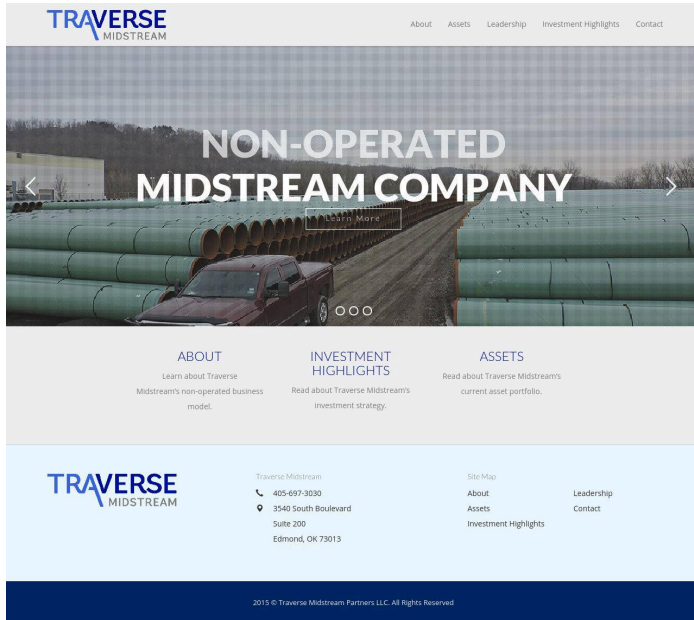 TRAVERSE
MIDSTREAM
About Assets Leadership Investment Highlights Contact
NON-OPERATED
MIDSTREAM COMPANY
Learn More
ABOUT
Learn about Traverse
Midstream's non-operated business
model.
INVESTMENT
HIGHLIGHTS
Read about Traverse Midstream's
investment strategy.
ASSETS
Read about Traverse Midstream's
current asset portfolio.
TRAVERSE
MIDSTREAM
Traverse Midstream
405-697-3030
3540 South Boulevard
Suite 200
Edmond, OK 73013
Site Map
About Leadership
Assets Contact
Investment Highlights
2015 © Traverse Midstream Partners LLC. All Rights Reserved